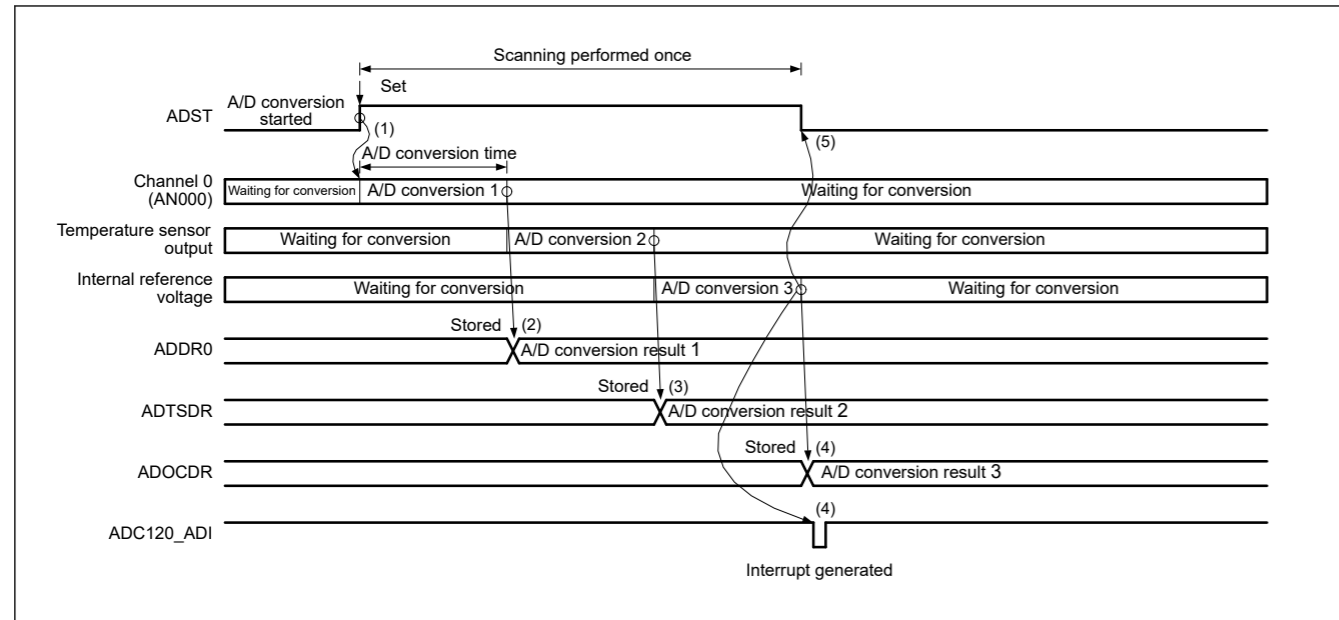 Scanning performed once
Set
ADST
A/D conversion
started
(1)
(5)
A/D conversion time
Channel 0
(AN000)
Waiting for conversion
A/D conversion 1
Waiting for conversion
Temperature sensor
output
Waiting for conversion
A/D conversion 2
Waiting for conversion
Internal reference
voltage
Waiting for conversion
A/D conversion 3
Waiting for conversion
Stored (2)
ADDR0
A/D conversion result 1
Stored (3)
ADTSDR
A/D conversion result 2
Stored (4)
ADOCDR
A/D conversion result 3
(4)
ADC120_ADI
Interrupt generated